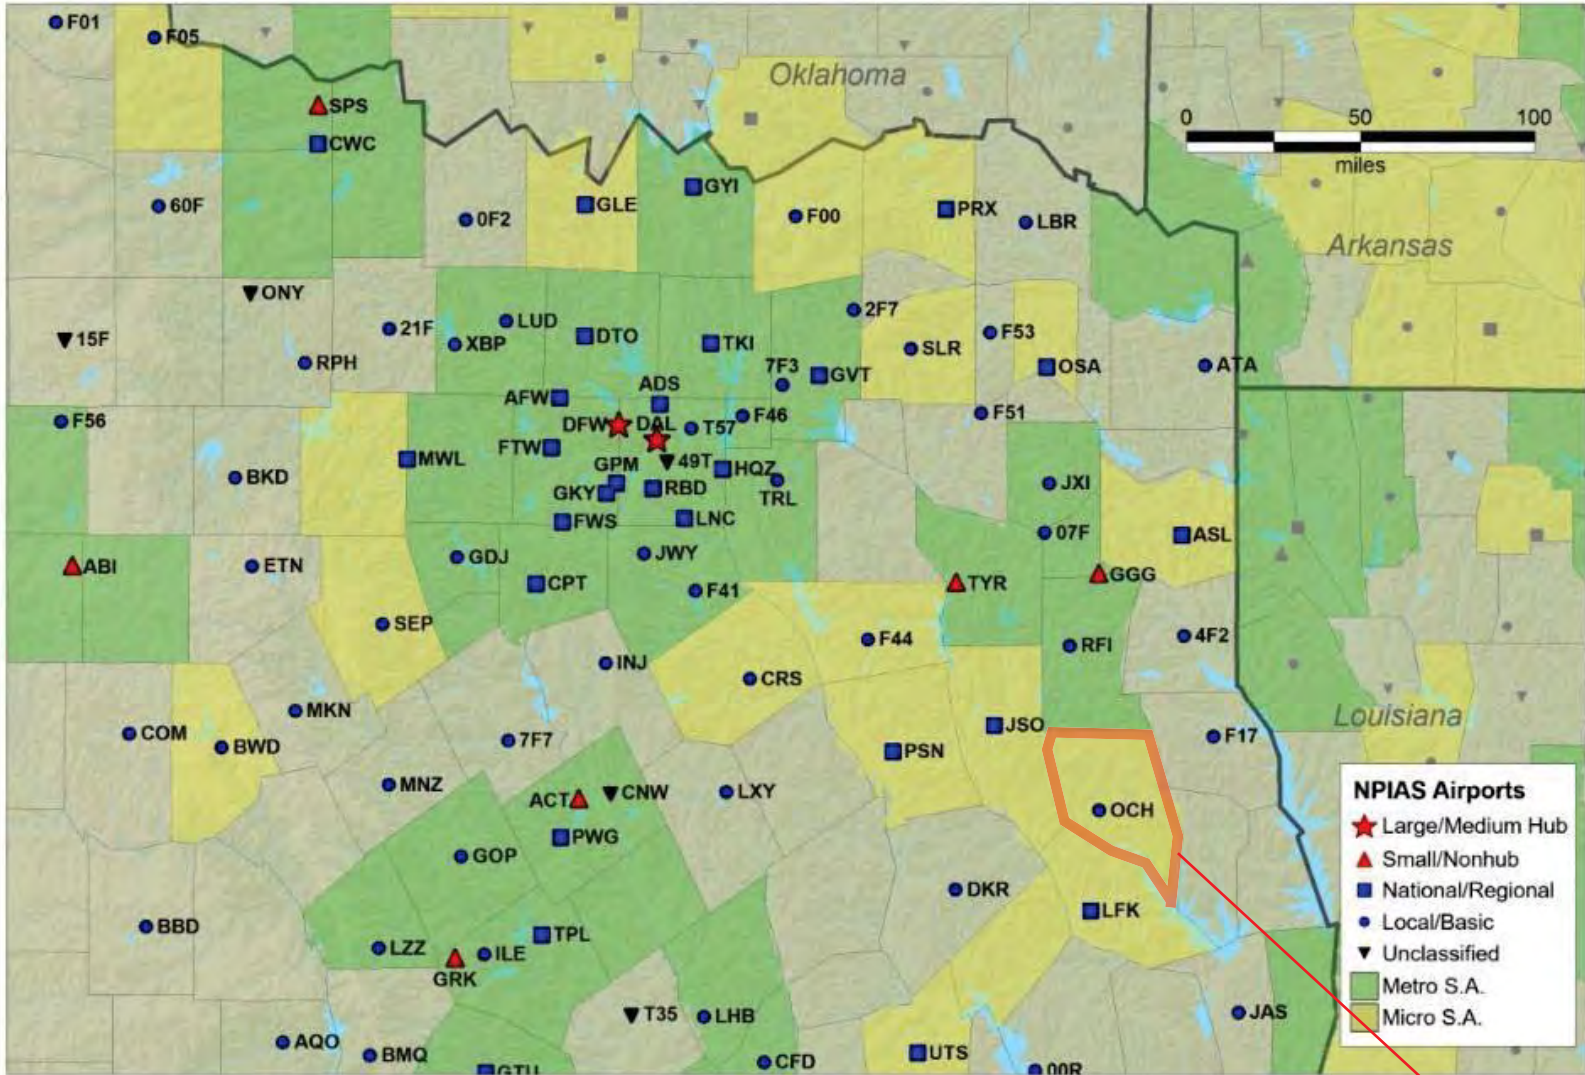 F01
F05
Oklahoma
0 50 100
miles
SPS
CWC
60F
0F2
GLE
GYI
F00
PRX
LBR
Arkansas
ONY
15F
21F
RPH
XBP
LUD
DTO
TKI
2F7
7F3
GVT
SLR
F53
OSA
ATA
AFW
ADS
F46
F51
F56
DFW
DAL
T57
FTW
MWL
49T
HQZ
BKD
GPM
GKY
RBD
TRL
JXI
FWS
LNC
07F
ASL
ABI
ETN
GDJ
JWY
CPT
F41
TYR
GGG
SEP
F44
RFI
4F2
INJ
CRS
MKN
COM
BWD
7F7
JSO
PSN
F17
Louisiana
MNZ
ACT
CNW
LXY
OCH
PWG
GOP
DKR
LFK
BBD
LZZ
ILE
TPL
GRK
T35
LHB
JAS
AQO
BMQ
GTU
CFD
UTS
00R
NPIAS Airports
Large/Medium Hub
Small/Nonhub
National/Regional
Local/Basic
Unclassified
Metro S.A.
Micro S.A.